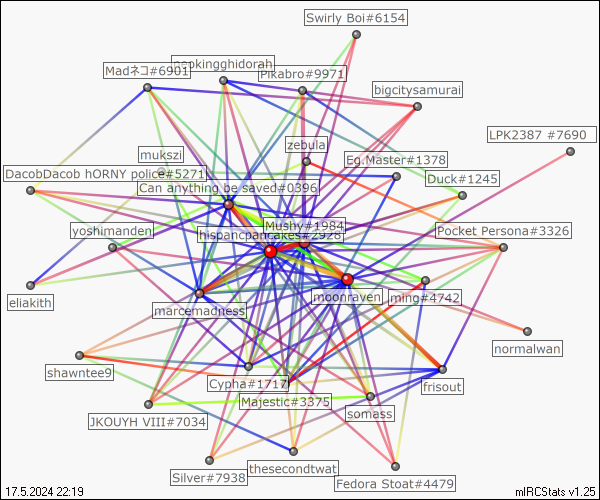 Swirly Boi#6154
Madネコ#6901
Pikabro#9971
bigcitysamurai
LPK2387 #7690
zebula
mukszi
Eg.Master#1378
DacobDacob hORNY police#5271
Duck#1245
Can anything be saved#0396
yoshimanden
Mushy#1984
Pocket Persona#3326
hispancpancakes#2928
eliakith
moonraven
ming#4742
marcemadness
normalwan
shawntee9
Cypha#1717
frisout
Majestic#3375
JKOUYH VIII#7034
somass
Silver#7938
thesecondtwat
Fedora Stoat#4479
17.5.2024 22:19
mIRCStats v1.25